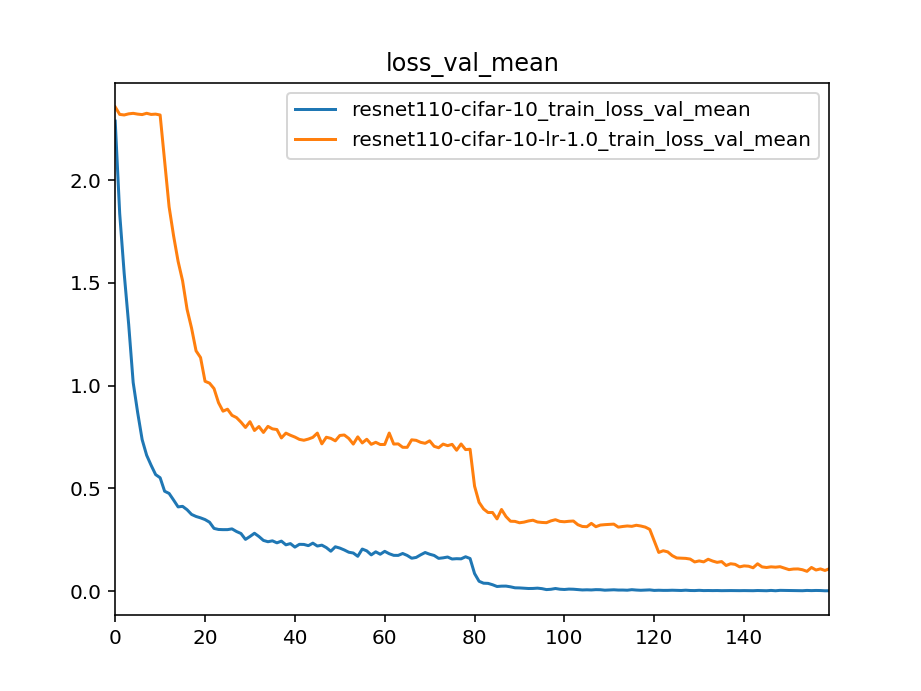 loss_val_mean
resnet110-cifar-10_train_loss_val_mean
resnet110-cifar-10-lr-1.0_train_loss_val_mean
2.0
1.5
1.0
0.5
0.0
0 20 40 60 80 100 120 140